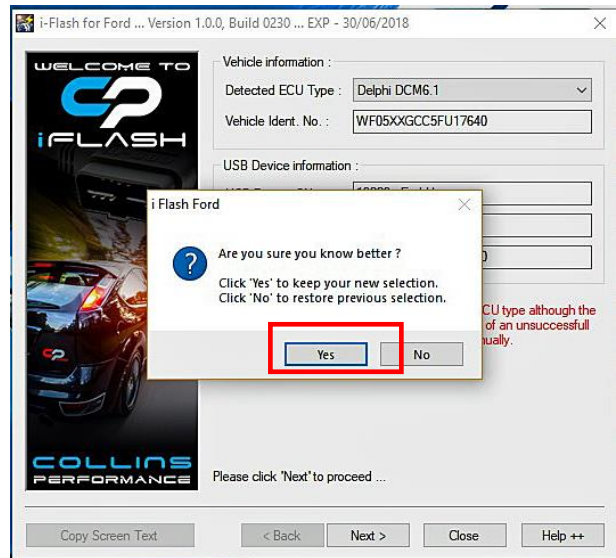 i-Flash for Ford ... Version 1.0.0, Build 0230 ... EXP - 30/06/2018
WELCOME TO
CP
iFLASH
Vehicle information :
Detected ECU Type :
Delphi DCM6.1
Vehicle Ident. No. :
WF05XXGCC5FU17640
USB Device information :
i Flash Ford
Are you sure you know better ?
Click 'Yes' to keep your new selection.
Click 'No' to restore previous selection.
Yes
No
CU type although the
of an unsuccessfull
COLLINS
PERFORMANCE
Please click 'Next' to proceed ...
Copy Screen Text
< Back
Next >
Close
Help ++